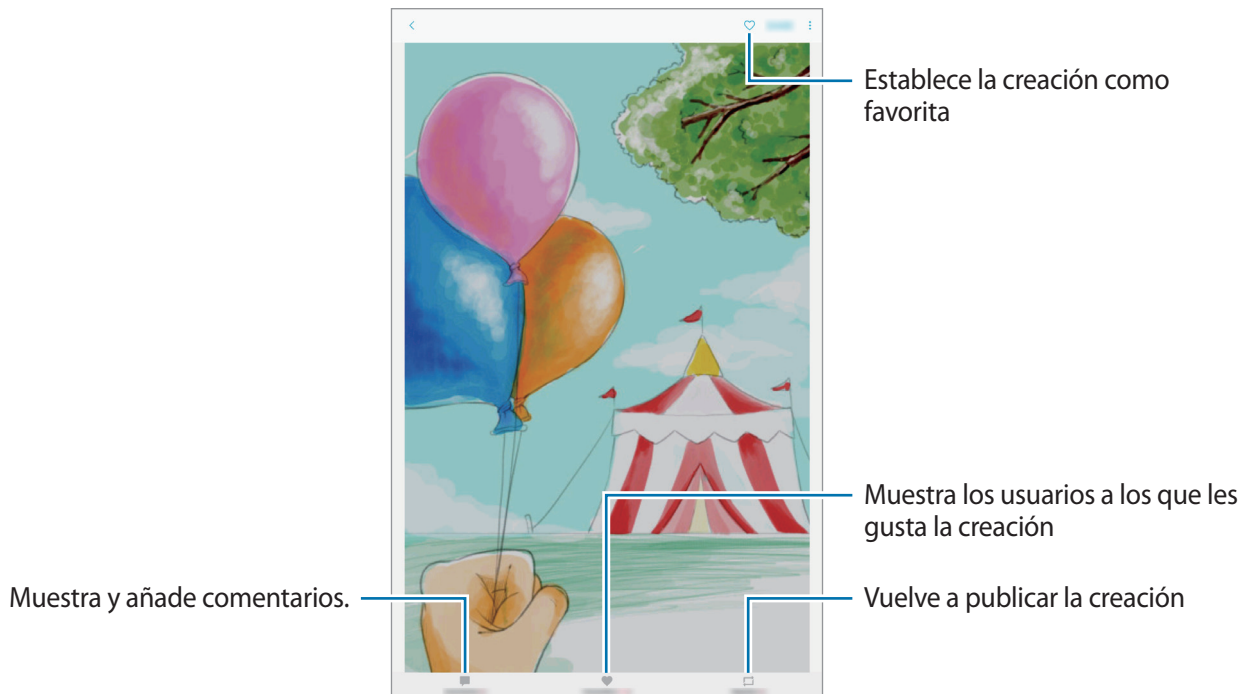 Establece la creación como
favorita
Muestra los usuarios a los que les
gusta la creación
Muestra y añade comentarios.
Vuelve a publicar la creación